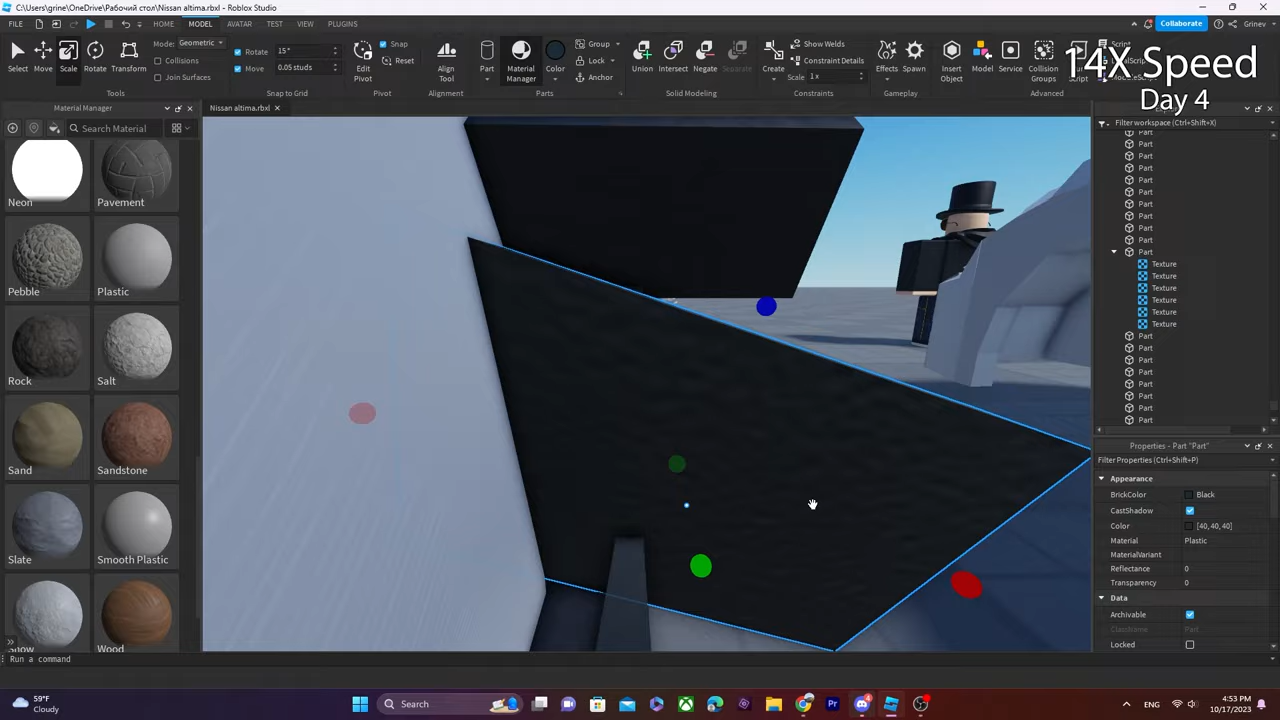 C:\Users\grine\OneDrive\Рабочий стол\Nissan altima.rbxl - Roblox Studio
FILE
HOME
MODEL
AVATAR
TEST
VIEW
PLUGINS
Collaborate
Grinev
Select
Move
Scale
Rotate
Transform
Mode: Geometric
Collisions
Join Surfaces
Tools
Rotate 15°
Move 0.05 studs
Snap to Grid
Edit Pivot
Snap
Reset
Pivot
Align Tool
Alignment
Part
Material Manager
Color
Group
Lock
Anchor
Parts
Union
Intersect
Negate
Separate
Solid Modeling
Create
Show Welds
Constraint Details
Scale 1x
Constraints
Effects
Spawn
Gameplay
Insert Object
Model
Service
Collision Groups
Script
Advanced
14X Speed
Day 4
Material Manager
Nissan altima.rbxl
Search Material
Neon
Pavement
Pebble
Plastic
Rock
Salt
Sand
Sandstone
Slate
Smooth Plastic
Wood
Filter workspace (Ctrl+Shift+X)
Part
Part
Part
Part
Part
Part
Part
Part
Part
Part
Part
Texture
Texture
Texture
Texture
Texture
Texture
Part
Part
Part
Part
Part
Part
Part
Part
Properties - Part "Part"
Filter Properties (Ctrl+Shift+P)
Appearance
BrickColor
Black
CastShadow
Color
[40, 40, 40]
Material
Plastic
MaterialVariant
Reflectance
0
Transparency
0
Data
Archivable
ClassName
Part
Locked
Run a command
59°F
Cloudy
Search
Pr
ENG
4:53 PM
10/17/2023